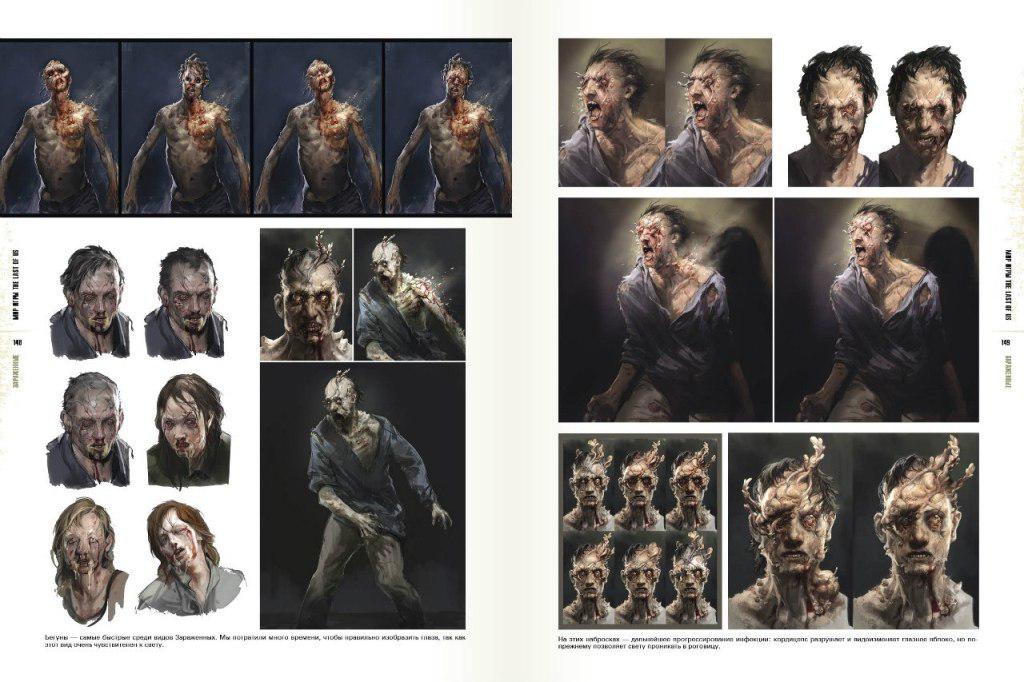 МИР ИГРЫ THE LAST OF US
148
ЗАРАЖЕННЫЕ
Бегуны — самые быстрые среди видов Зараженных. Мы потратили много времени, чтобы правильно изобразить глаза, так как
этот вид очень чувствителен к свету.
МИР ИГРЫ THE LAST OF US
149
ЗАРАЖЕННЫЕ
На этих набросках — дальнейшее прогрессирование инфекции: кордицепс разрушает и видоизменяет глазное яблоко, но по-
прежнему позволяет свету проникать в роговицу.